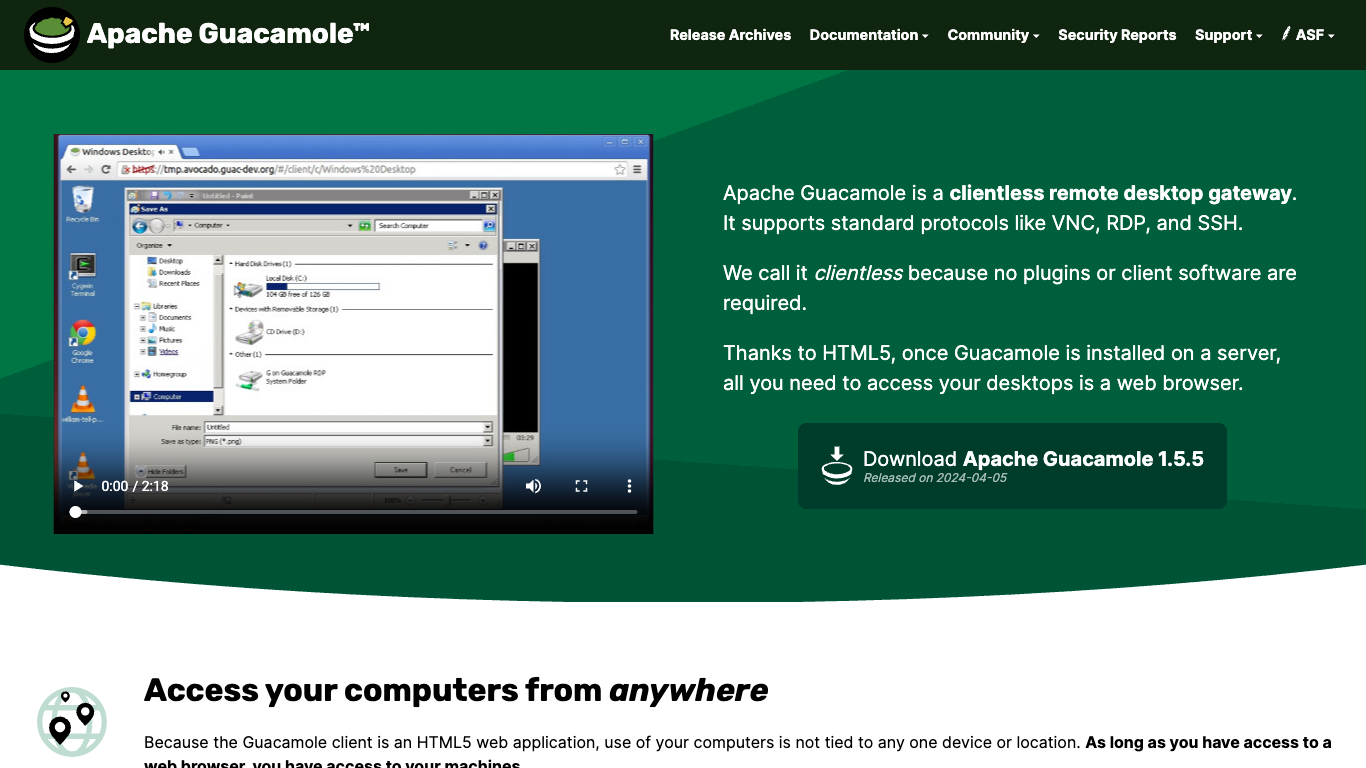 Apache Guacamole™
Release Archives
Documentation
Community
Security Reports
Support
ASF
Windows Deskto
https://tmp.avocado.guac-dev.org/#/client/c/Windows%20Desktop
Recycle Bin
Cygwin
Terminal
Google
Chrome
william-tell-p...
Untitled - Paint
Save As
Computer
Search Computer
Organize
Desktop
Downloads
Recent Places
Libraries
Documents
Music
Pictures
Videos
Homegroup
Computer
Hard Disk Drives (1)
Local Disk (C:)
104 GB free of 126 GB
Devices with Removable Storage (1)
CD Drive (D:)
Other (1)
G on Guacamole RDP
System Folder
File name: Untitled
Save as type: PNG (*.png)
Hide Folders
Save
Cancel
03:29
100%
0:00 / 2:18
Apache Guacamole is a clientless remote desktop gateway.
It supports standard protocols like VNC, RDP, and SSH.
We call it clientless because no plugins or client software are
required.
Thanks to HTML5, once Guacamole is installed on a server,
all you need to access your desktops is a web browser.
Download Apache Guacamole 1.5.5
Released on 2024-04-05
Access your computers from anywhere
Because the Guacamole client is an HTML5 web application, use of your computers is not tied to any one device or location. As long as you have access to a
web browser, you have access to your machines.